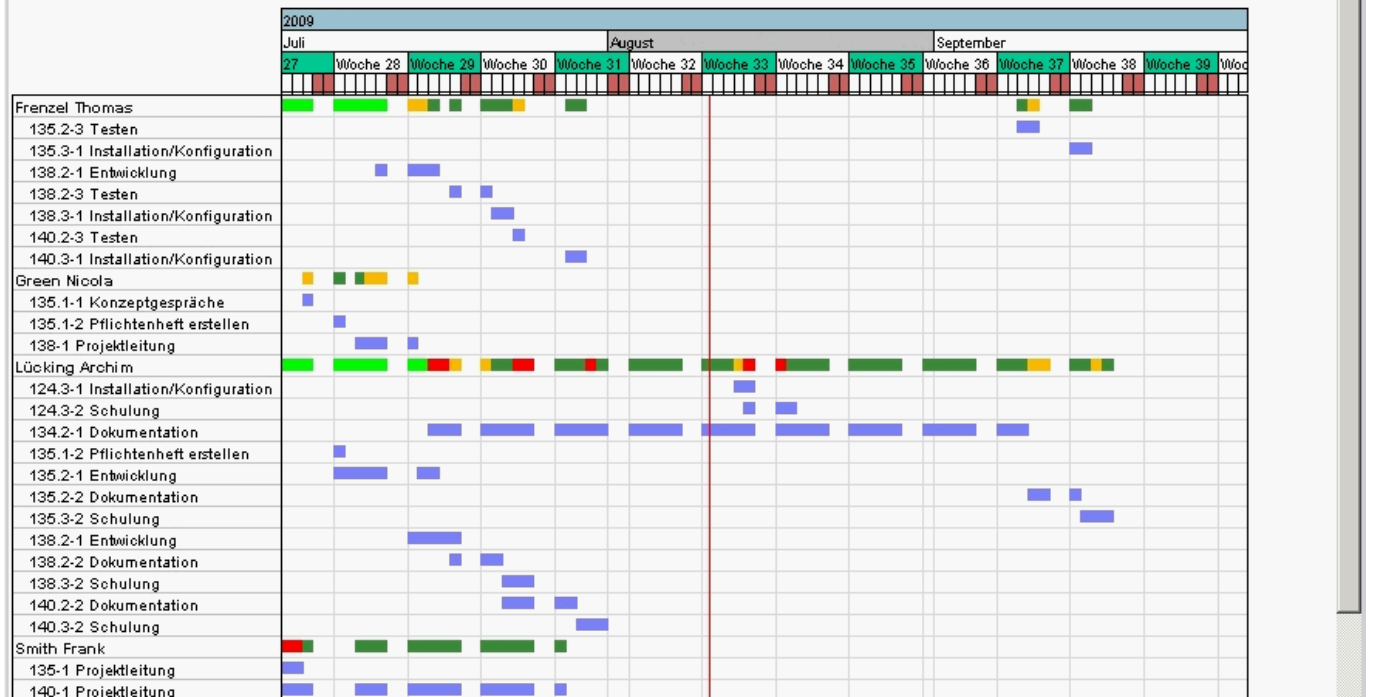 2009
Juli August September
27 Woche 28 Woche 29 Woche 30 Woche 31 Woche 32 Woche 33 Woche 34 Woche 35 Woche 36 Woche 37 Woche 38 Woche 39 Woc
Frenzel Thomas
135.2-3 Testen
135.3-1 Installation/Konfiguration
138.2-1 Entwicklung
138.2-3 Testen
138.3-1 Installation/Konfiguration
140.2-3 Testen
140.3-1 Installation/Konfiguration
Green Nicola
135.1-1 Konzeptgespräche
135.1-2 Pflichtenheft erstellen
138-1 Projektleitung
Lücking Archim
124.3-1 Installation/Konfiguration
124.3-2 Schulung
134.2-1 Dokumentation
135.1-2 Pflichtenheft erstellen
135.2-1 Entwicklung
135.2-2 Dokumentation
135.3-2 Schulung
138.2-1 Entwicklung
138.2-2 Dokumentation
138.3-2 Schulung
140.2-2 Dokumentation
140.3-2 Schulung
Smith Frank
135-1 Projektleitung
140-1 Projektleitung